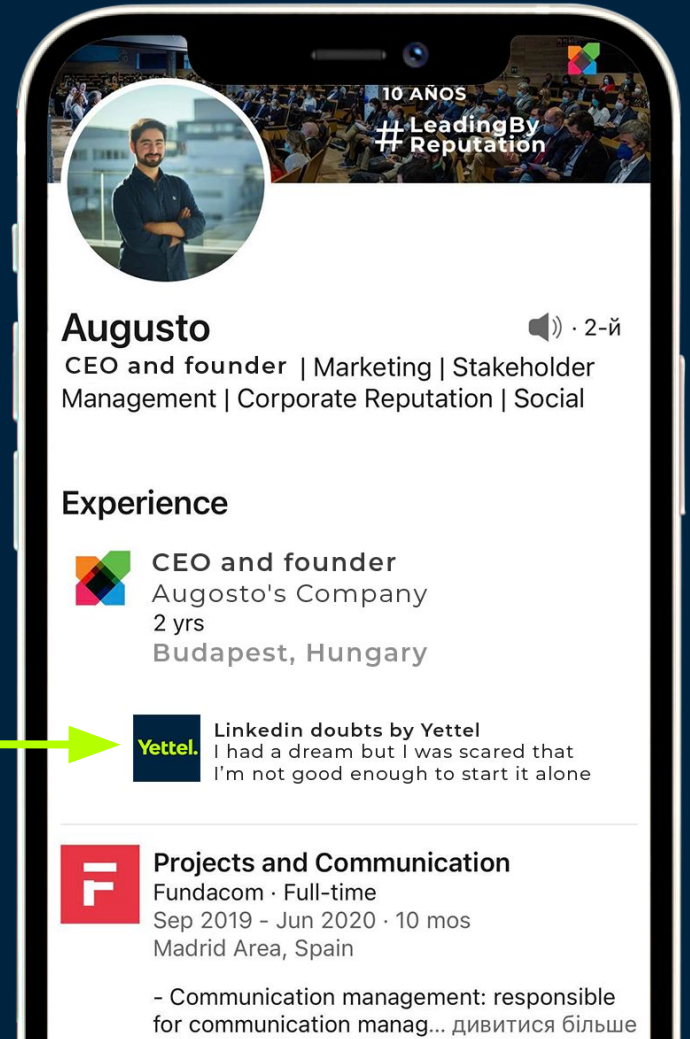 10 AÑOS
# LeadingBy
Reputation
Augusto
· 2-й
CEO and founder | Marketing | Stakeholder
Management | Corporate Reputation | Social
Experience
CEO and founder
Augosto's Company
2 yrs
Budapest, Hungary
Yettel.
Linkedin doubts by Yettel
I had a dream but I was scared that
I'm not good enough to start it alone
F
Projects and Communication
Fundacom · Full-time
Sep 2019 - Jun 2020 · 10 mos
Madrid Area, Spain
- Communication management: responsible
for communication manag... дивитися більше